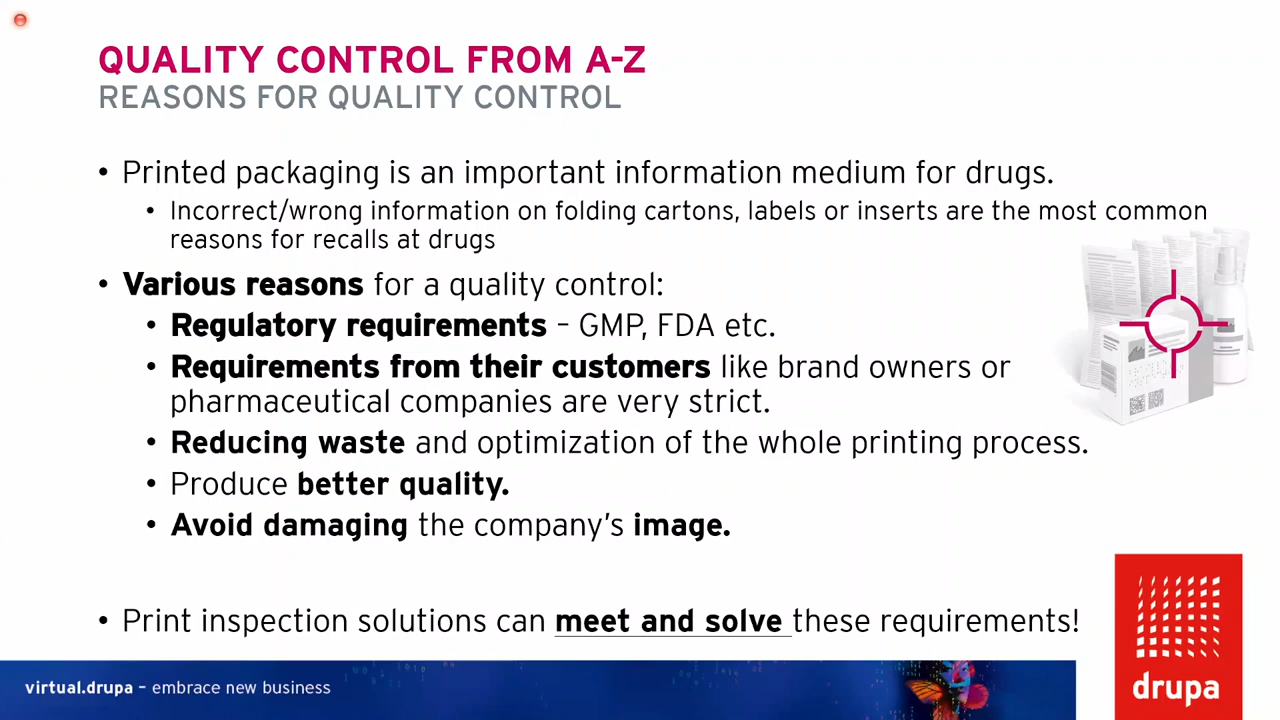 QUALITY CONTROL FROM A-Z
REASONS FOR QUALITY CONTROL
• Printed packaging is an important information medium for drugs.
• Incorrect/wrong information on folding cartons, labels or inserts are the most common
reasons for recalls at drugs
• Various reasons for a quality control:
• Regulatory requirements – GMP, FDA etc.
• Requirements from their customers like brand owners or
pharmaceutical companies are very strict.
• Reducing waste and optimization of the whole printing process.
• Produce better quality.
• Avoid damaging the company's image.
• Print inspection solutions can meet and solve these requirements!
virtual.drupa – embrace new business
drupa